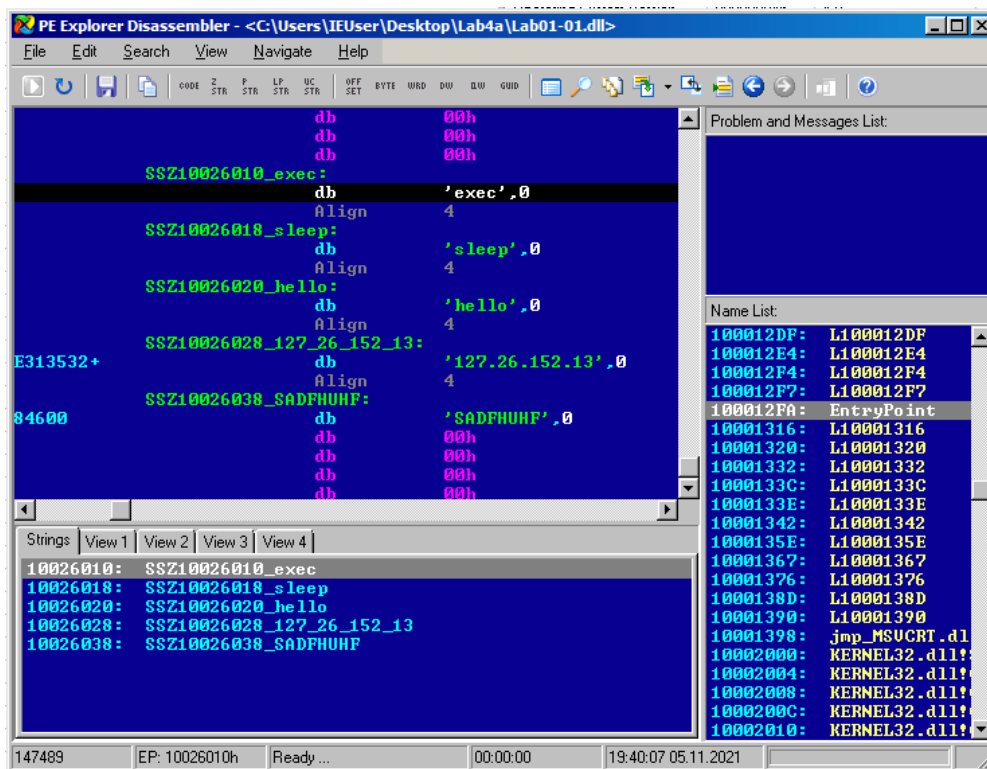 PE Explorer Disassembler - <C:\Users\IEUser\Desktop\Lab4a\Lab01-01.dll>
File Edit Search View Navigate Help
CODE Z STR P STR LP STR UC STR OFF SET BYTE WRD DW QW GUID
db 00h
db 00h
db 00h
SSZ10026010_exec:
db 'exec',0
Align 4
SSZ10026018_sleep:
db 'sleep',0
Align 4
SSZ10026020_hello:
db 'hello',0
Align 4
SSZ10026028_127_26_152_13:
E313532+ db '127.26.152.13',0
Align 4
SSZ10026038_SADFHUHF:
84600 db 'SADFHUHF',0
db 00h
db 00h
db 00h
db 00h
Problem and Messages List:
Name List:
100012DF: L100012DF
100012E4: L100012E4
100012F4: L100012F4
100012F7: L100012F7
100012FA: EntryPoint
10001316: L10001316
10001320: L10001320
10001332: L10001332
1000133C: L1000133C
1000133E: L1000133E
10001342: L10001342
1000135E: L1000135E
10001367: L10001367
10001376: L10001376
1000138D: L1000138D
10001390: L10001390
10001398: jmp_MSVCRT.dl
10002000: KERNEL32.dll!
10002004: KERNEL32.dll!
10002008: KERNEL32.dll!
1000200C: KERNEL32.dll!
10002010: KERNEL32.dll!
Strings View 1 View 2 View 3 View 4
10026010: SSZ10026010_exec
10026018: SSZ10026018_sleep
10026020: SSZ10026020_hello
10026028: SSZ10026028_127_26_152_13
10026038: SSZ10026038_SADFHUHF
147489 EP: 10026010h Ready ... 00:00:00 19:40:07 05.11.2021